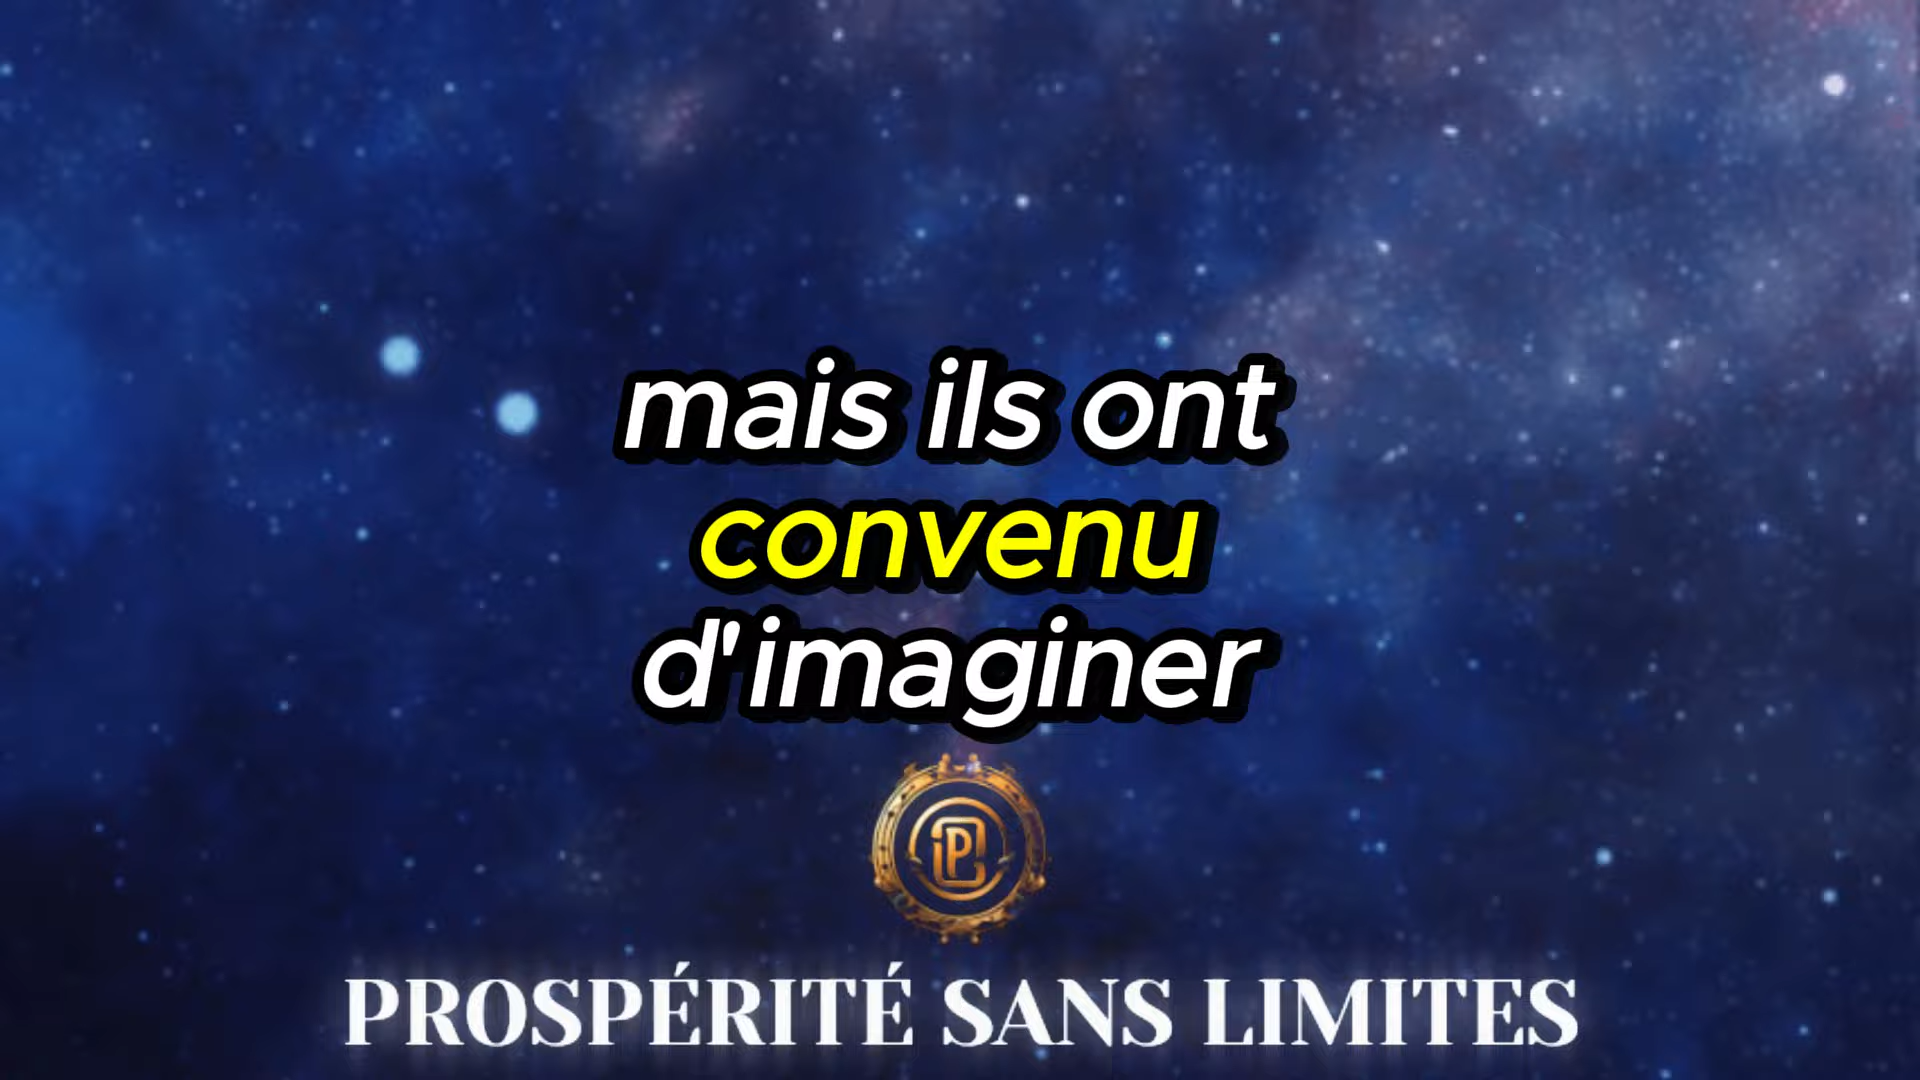 mais ils ont
convenu
d'imaginer
P
PROSPÉRITÉ SANS LIMITES